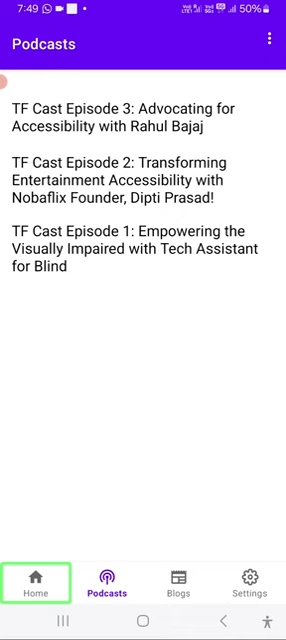 7:49 50%
Podcasts
TF Cast Episode 3: Advocating for
Accessibility with Rahul Bajaj
TF Cast Episode 2: Transforming
Entertainment Accessibility with
Nobaflix Founder, Dipti Prasad!
TF Cast Episode 1: Empowering the
Visually Impaired with Tech Assistant
for Blind
Home Podcasts Blogs Settings